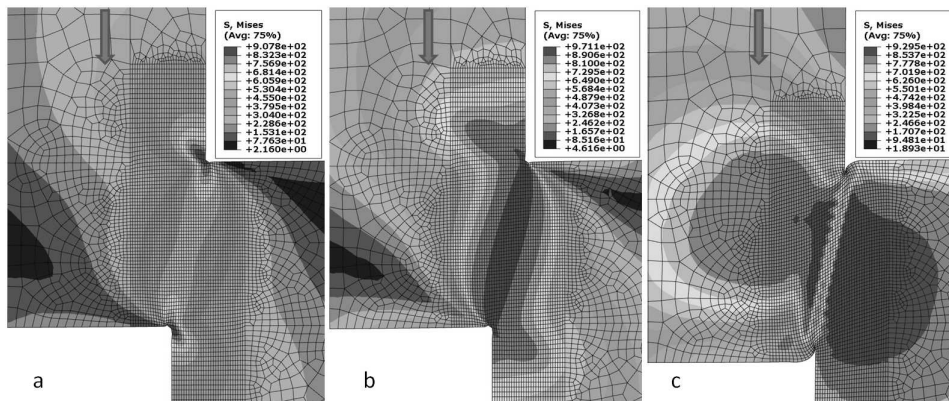 S, Mises
(Avg: 75%)
+9.078e+02
+8.323e+02
+7.569e+02
+6.814e+02
+6.059e+02
+5.304e+02
+4.550e+02
+3.795e+02
+3.040e+02
+2.286e+02
+1.531e+02
+7.763e+01
+2.160e+00
a
S, Mises
(Avg: 75%)
+9.711e+02
+8.906e+02
+8.100e+02
+7.295e+02
+6.490e+02
+5.684e+02
+4.879e+02
+4.073e+02
+3.268e+02
+2.462e+02
+1.657e+02
+8.516e+01
+4.616e+00
b
S, Mises
(Avg: 75%)
+9.295e+02
+8.537e+02
+7.778e+02
+7.019e+02
+6.260e+02
+5.501e+02
+4.742e+02
+3.984e+02
+3.225e+02
+2.466e+02
+1.707e+02
+9.481e+01
+1.893e+01
c